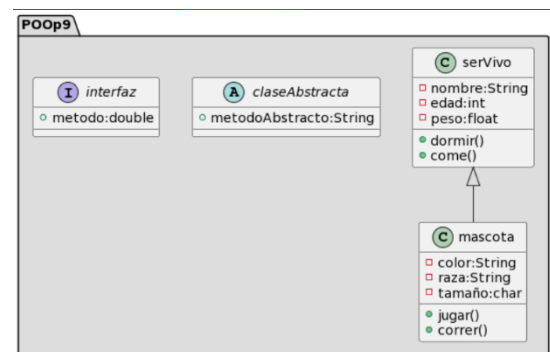 POOp9
I interfaz
metodo:double
A claseAbstracta
metodoAbstracto:String
C serVivo
nombre:String
edad:int
peso:float
dormir()
come()
C mascota
color:String
raza:String
tamaño:char
jugar()
correr()